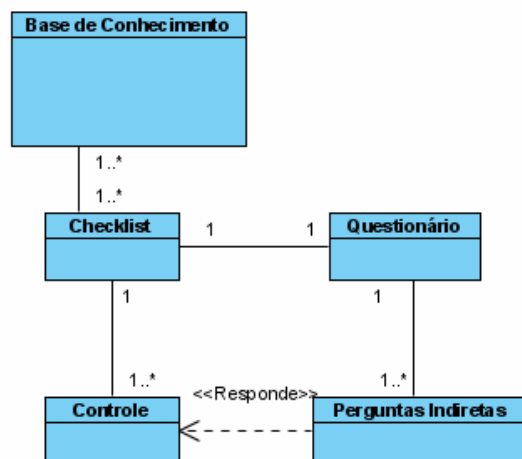 Base de Conhecimento
1..*
1..*
Checklist
1
1
Questionário
1
1
1..*
<<Responde>>
1..*
Controle
Perguntas Indiretas